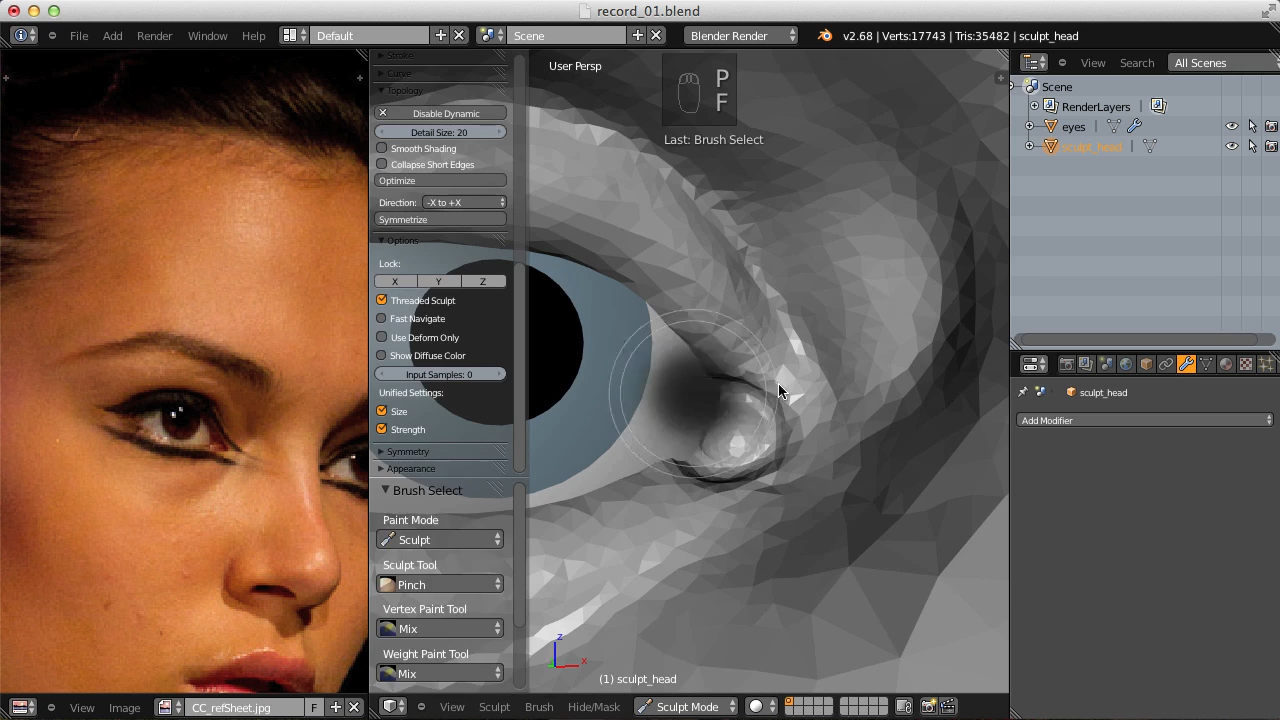 record_01.blend
File Add Render Window Help Default Scene Blender Render v2.68 | Verts:17743 | Tris:35482 | sculpt_head
Stroke
Curve
Topology
Disable Dynamic
Detail Size: 20
Smooth Shading
Collapse Short Edges
Optimize
Direction: -X to +X
Symmetrize
Options
Lock:
X Y Z
Threaded Sculpt
Fast Navigate
Use Deform Only
Show Diffuse Color
Input Samples: 0
Unified Settings:
Size
Strength
Symmetry
Appearance
Brush Select
Paint Mode
Sculpt
Sculpt Tool
Pinch
Vertex Paint Tool
Mix
Weight Paint Tool
Mix
User Persp
P
F
Last: Brush Select
z
x
(1) sculpt_head
View Search All Scenes
Scene
RenderLayers |
eyes |
sculpt_head |
sculpt_head
Add Modifier
View Image CC_refSheet.jpg F
View Sculpt Brush Hide/Mask Sculpt Mode